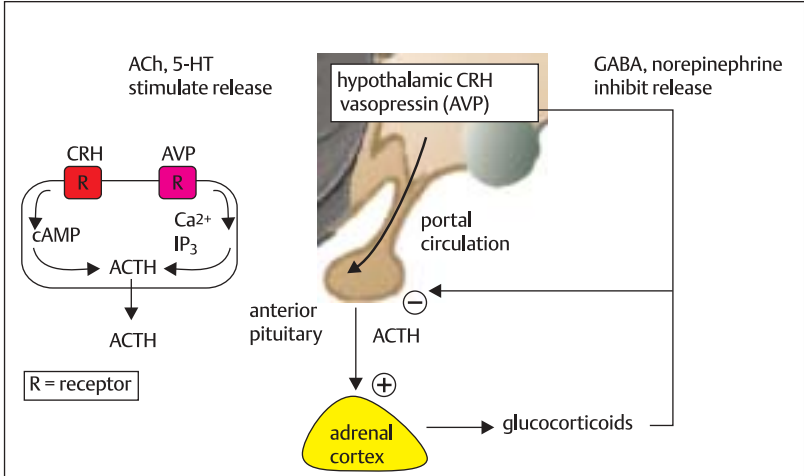 ACh, 5-HT
stimulate release
hypothalamic CRH
vasopressin (AVP)
GABA, norepinephrine
inhibit release
CRH
AVP
R
R
cAMP
Ca2+
IP3
ACTH
ACTH
R = receptor
portal
circulation
anterior
pituitary
−
ACTH
+
adrenal
cortex
glucocorticoids